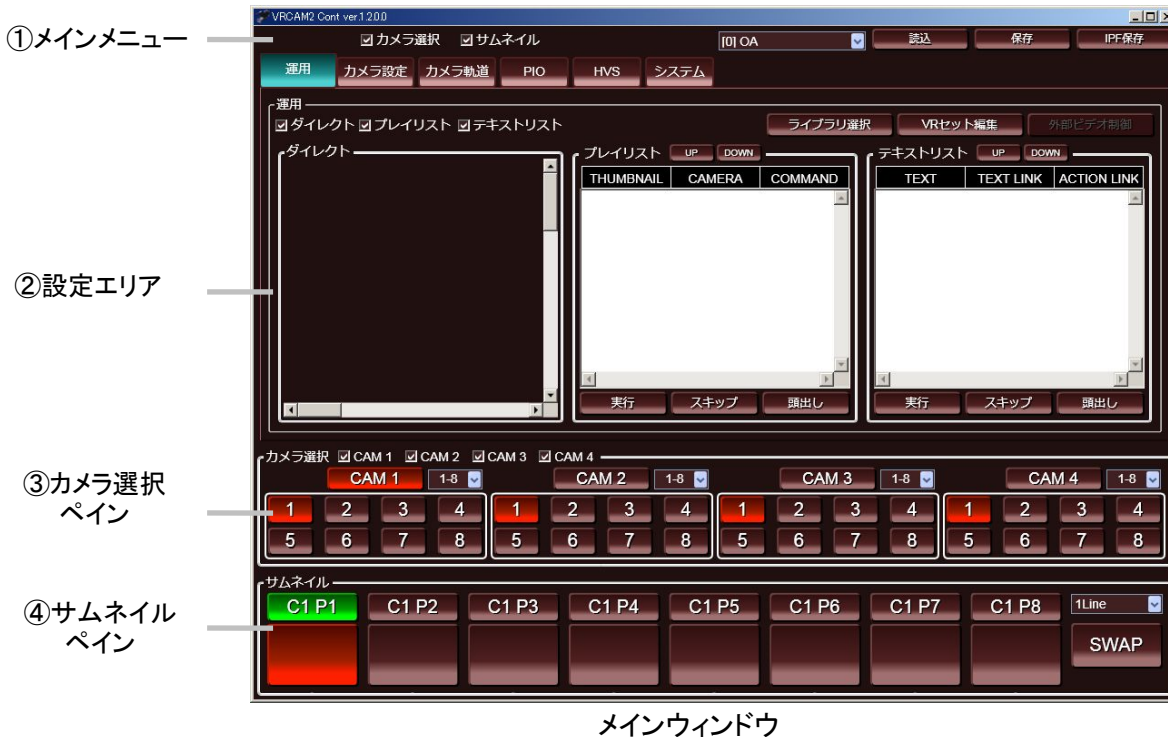 VRCAM2 Cont ver.1.2.0.0
①メインメニュー
カメラ選択 サムネイル [0] OA 読込 保存 IPF保存
運用 カメラ設定 カメラ軌道 PIO HVS システム
運用
ダイレクト プレイリスト テキストリスト ライブラリ選択 VRセット編集 外部ビデオ制御
ダイレクト プレイリスト UP DOWN テキストリスト UP DOWN
THUMBNAIL CAMERA COMMAND TEXT TEXT LINK ACTION LINK
②設定エリア
実行 スキップ 頭出し 実行 スキップ 頭出し
カメラ選択 CAM 1 CAM 2 CAM 3 CAM 4
③カメラ選択
ペイン
CAM 1 1-8 CAM 2 1-8 CAM 3 1-8 CAM 4 1-8
1 2 3 4 1 2 3 4 1 2 3 4 1 2 3 4
5 6 7 8 5 6 7 8 5 6 7 8 5 6 7 8
サムネイル
④サムネイル
ペイン
C1 P1 C1 P2 C1 P3 C1 P4 C1 P5 C1 P6 C1 P7 C1 P8 1Line
SWAP
メインウィンドウ